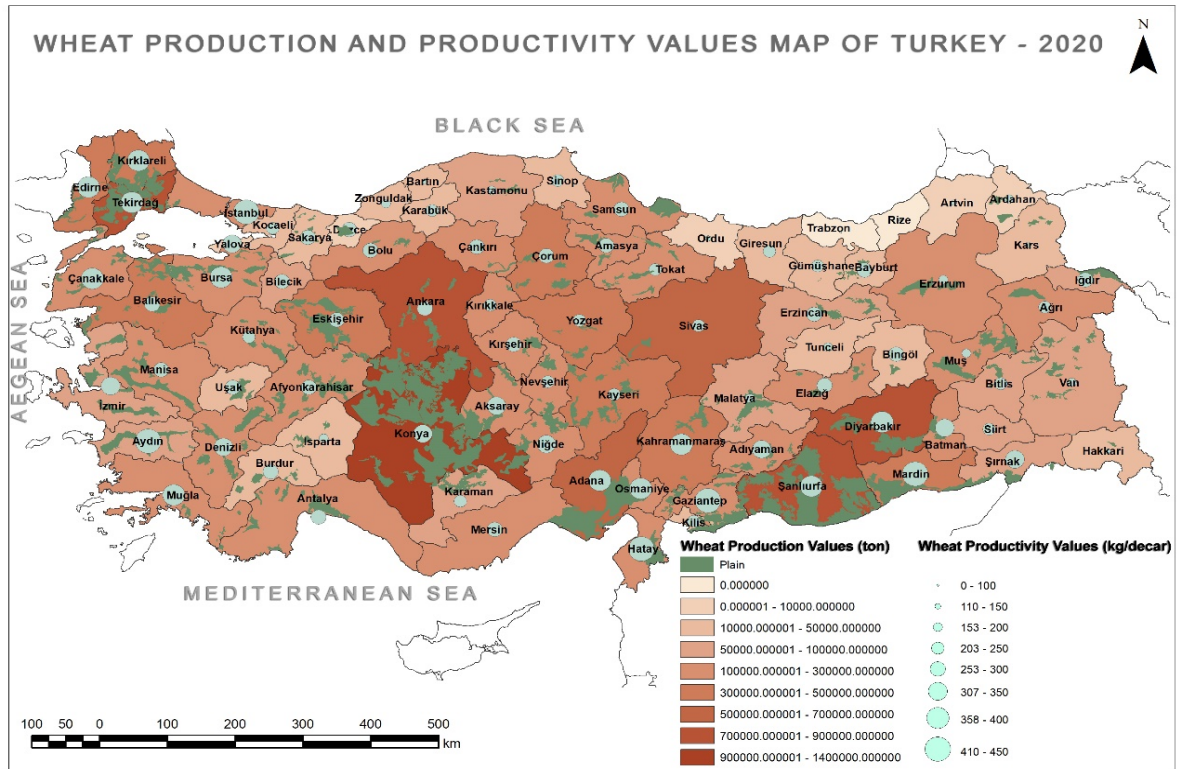 WHEAT PRODUCTION AND PRODUCTIVITY VALUES MAP OF TURKEY - 2020
N
BLACK SEA
AEGEAN SEA
MEDITERRANEAN SEA
Kırklareli
Edirne
Tekirdağ
İstanbul
Kocaeli
Yalova
Sakarya
Düzce
Zonguldak
Bartın
Karabük
Kastamonu
Sinop
Samsun
Bolu
Çankırı
Çorum
Amasya
Tokat
Ordu
Giresun
Trabzon
Rize
Artvin
Ardahan
Kars
Gümüşhane
Bayburt
Iğdır
Çanakkale
Bursa
Bilecik
Balıkesir
Ankara
Eskişehir
Kütahya
Kırıkkale
Yozgat
Sivas
Erzincan
Erzurum
Ağrı
Kırşehir
Tunceli
Bingöl
Muş
Manisa
Uşak
Afyonkarahisar
Nevşehir
Kayseri
Malatya
Elazığ
Bitlis
Van
İzmir
Aksaray
Konya
Aydın
Denizli
Isparta
Niğde
Kahramanmaraş
Adıyaman
Diyarbakır
Batman
Siirt
Şırnak
Hakkari
Burdur
Muğla
Antalya
Karaman
Adana
Osmaniye
Gaziantep
Şanlıurfa
Mardin
Mersin
Kilis
Hatay
Wheat Production Values (ton)
Plain
0.000000
0.000001 - 10000.000000
10000.000001 - 50000.000000
50000.000001 - 100000.000000
100000.000001 - 300000.000000
300000.000001 - 500000.000000
500000.000001 - 700000.000000
700000.000001 - 900000.000000
900000.000001 - 1400000.000000
Wheat Productivity Values (kg/decar)
0 - 100
110 - 150
153 - 200
203 - 250
253 - 300
307 - 350
358 - 400
410 - 450
100 50 0 100 200 300 400 500
km